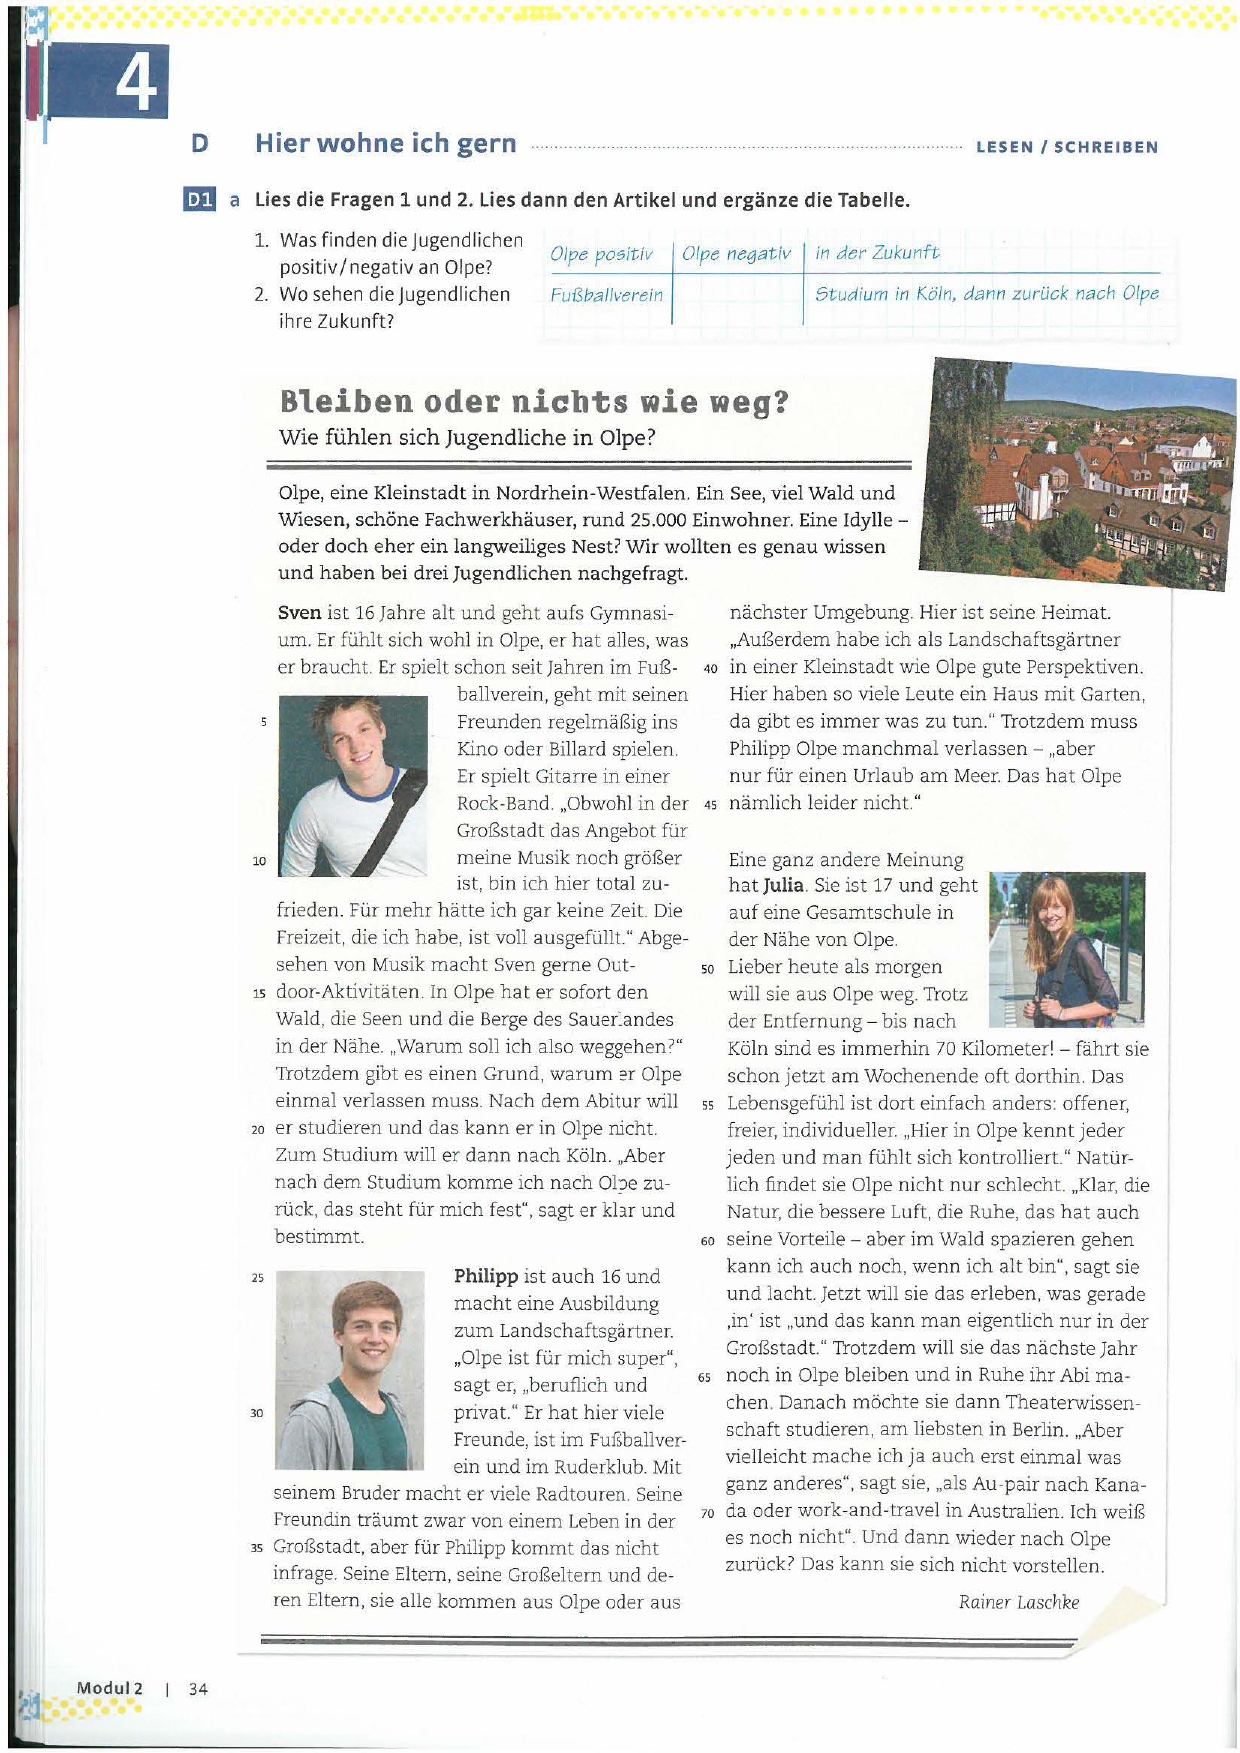 4
D Hier wohne ich gern LESEN / SCHREIBEN
D1 a Lies die Fragen 1 und 2. Lies dann den Artikel und ergänze die Tabelle.
1. Was finden die Jugendlichen
positiv/negativ an Olpe?
2. Wo sehen die Jugendlichen
ihre Zukunft?
Olpe positiv Olpe negativ in der Zukunft
Fußballverein Studium in Köln, dann zurück nach Olpe
Bleiben oder nichts wie weg?
Wie fühlen sich Jugendliche in Olpe?
Olpe, eine Kleinstadt in Nordrhein-Westfalen. Ein See, viel Wald und
Wiesen, schöne Fachwerkhäuser, rund 25.000 Einwohner. Eine Idylle –
oder doch eher ein langweiliges Nest? Wir wollten es genau wissen
und haben bei drei Jugendlichen nachgefragt.
Sven ist 16 Jahre alt und geht aufs Gymnasi-
um. Er fühlt sich wohl in Olpe, er hat alles, was
er braucht. Er spielt schon seit Jahren im Fuß-
ballverein, geht mit seinen
5 Freunden regelmäßig ins
Kino oder Billard spielen.
Er spielt Gitarre in einer
Rock-Band. „Obwohl in der
Großstadt das Angebot für
10 meine Musik noch größer
ist, bin ich hier total zu-
frieden. Für mehr hätte ich gar keine Zeit. Die
Freizeit, die ich habe, ist voll ausgefüllt.“ Abge-
sehen von Musik macht Sven gerne Out-
15 door-Aktivitäten. In Olpe hat er sofort den
Wald, die Seen und die Berge des Sauerlandes
in der Nähe. „Warum soll ich also weggehen?“
Trotzdem gibt es einen Grund, warum er Olpe
einmal verlassen muss. Nach dem Abitur will
20 er studieren und das kann er in Olpe nicht.
Zum Studium will er dann nach Köln. „Aber
nach dem Studium komme ich nach Olpe zu-
rück, das steht für mich fest“, sagt er klar und
bestimmt.
25 Philipp ist auch 16 und
macht eine Ausbildung
zum Landschaftsgärtner.
„Olpe ist für mich super“,
sagt er, „beruflich und
30 privat.“ Er hat hier viele
Freunde, ist im Fußballver-
ein und im Ruderklub. Mit
seinem Bruder macht er viele Radtouren. Seine
Freundin träumt zwar von einem Leben in der
35 Großstadt, aber für Philipp kommt das nicht
infrage. Seine Eltern, seine Großeltern und de-
ren Eltern, sie alle kommen aus Olpe oder aus
nächster Umgebung. Hier ist seine Heimat.
„Außerdem habe ich als Landschaftsgärtner
40 in einer Kleinstadt wie Olpe gute Perspektiven.
Hier haben so viele Leute ein Haus mit Garten,
da gibt es immer was zu tun.“ Trotzdem muss
Philipp Olpe manchmal verlassen – „aber
nur für einen Urlaub am Meer. Das hat Olpe
45 nämlich leider nicht.“
Eine ganz andere Meinung
hat Julia. Sie ist 17 und geht
auf eine Gesamtschule in
der Nähe von Olpe.
50 Lieber heute als morgen
will sie aus Olpe weg. Trotz
der Entfernung – bis nach
Köln sind es immerhin 70 Kilometer! – fährt sie
schon jetzt am Wochenende oft dorthin. Das
55 Lebensgefühl ist dort einfach anders: offener,
freier, individueller. „Hier in Olpe kennt jeder
jeden und man fühlt sich kontrolliert.“ Natür-
lich findet sie Olpe nicht nur schlecht. „Klar, die
Natur, die bessere Luft, die Ruhe, das hat auch
60 seine Vorteile – aber im Wald spazieren gehen
kann ich auch noch, wenn ich alt bin“, sagt sie
und lacht. Jetzt will sie das erleben, was gerade
‚in‘ ist „und das kann man eigentlich nur in der
Großstadt.“ Trotzdem will sie das nächste Jahr
65 noch in Olpe bleiben und in Ruhe ihr Abi ma-
chen. Danach möchte sie dann Theaterwissen-
schaft studieren, am liebsten in Berlin. „Aber
vielleicht mache ich ja auch erst einmal was
ganz anderes“, sagt sie, „als Au-pair nach Kana-
70 da oder work-and-travel in Australien. Ich weiß
es noch nicht“. Und dann wieder nach Olpe
zurück? Das kann sie sich nicht vorstellen.
Rainer Laschke
Modul 2 | 34